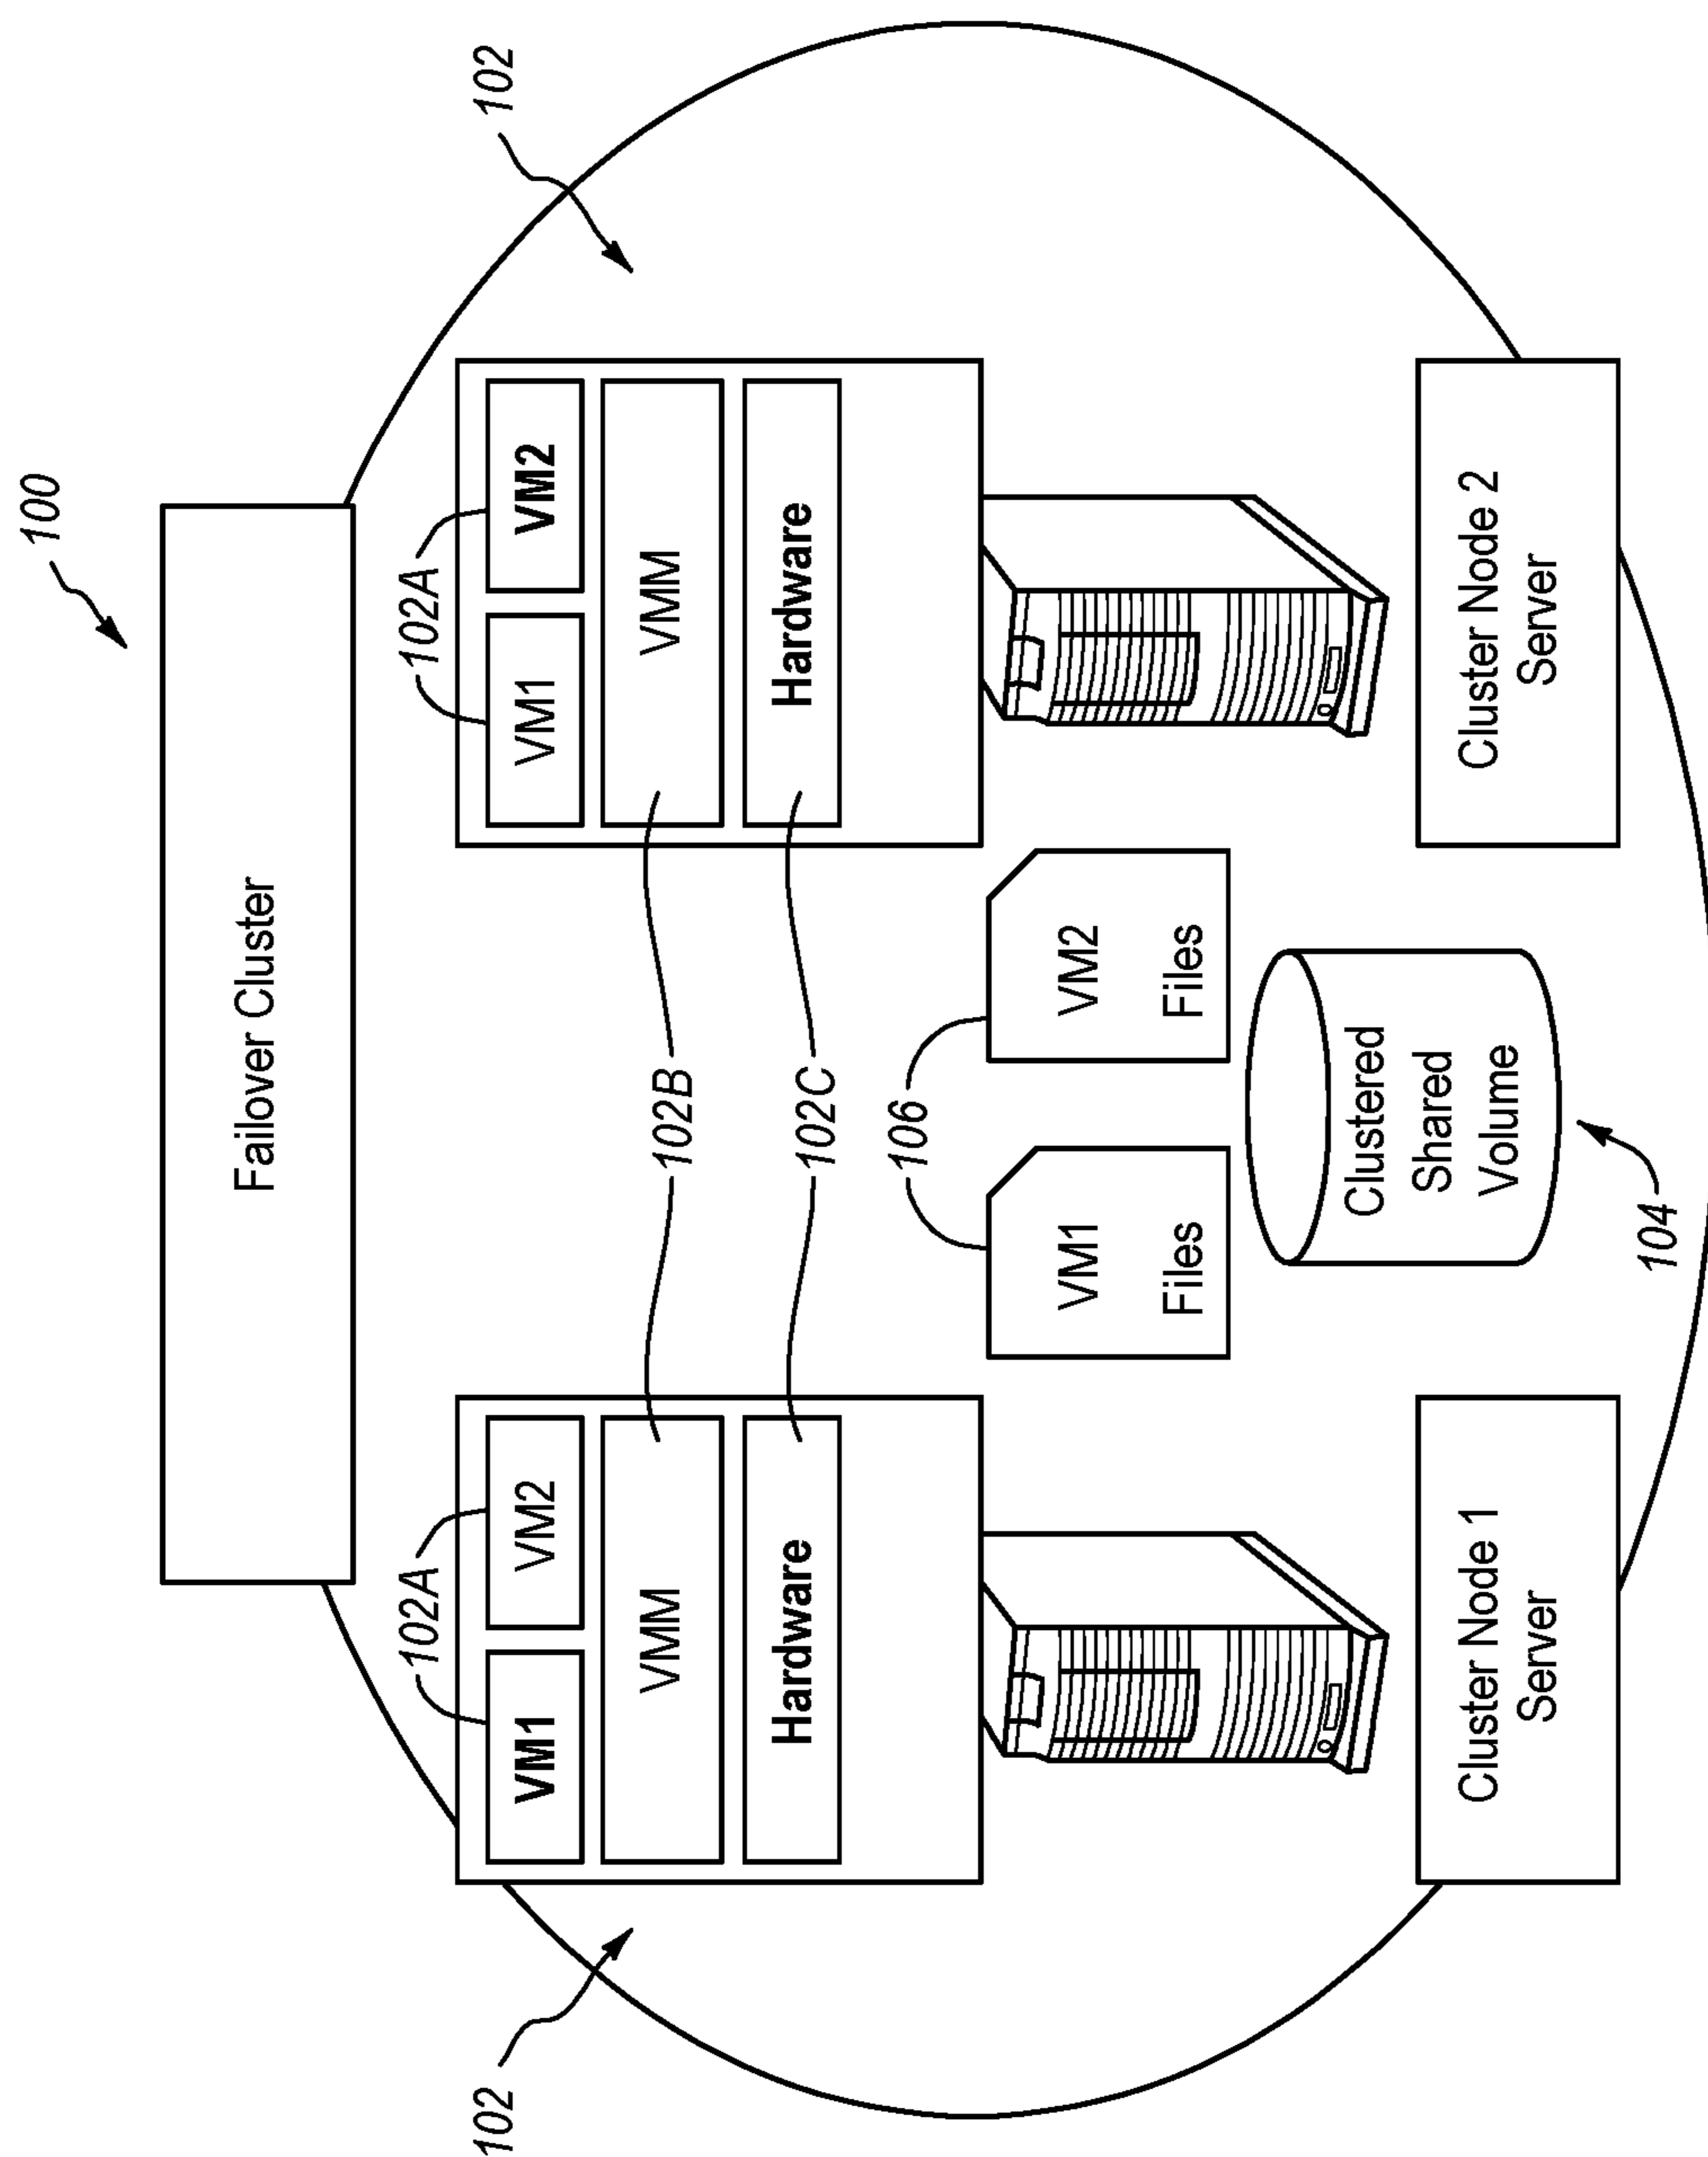 100
Failover Cluster
102
102
102A
102A
VM1
VM2
VM1
VM2
VMM
VMM
102B
Hardware
Hardware
102C
106
VM1
Files
VM2
Files
Clustered
Shared
Volume
104
Cluster Node 1
Server
Cluster Node 2
Server